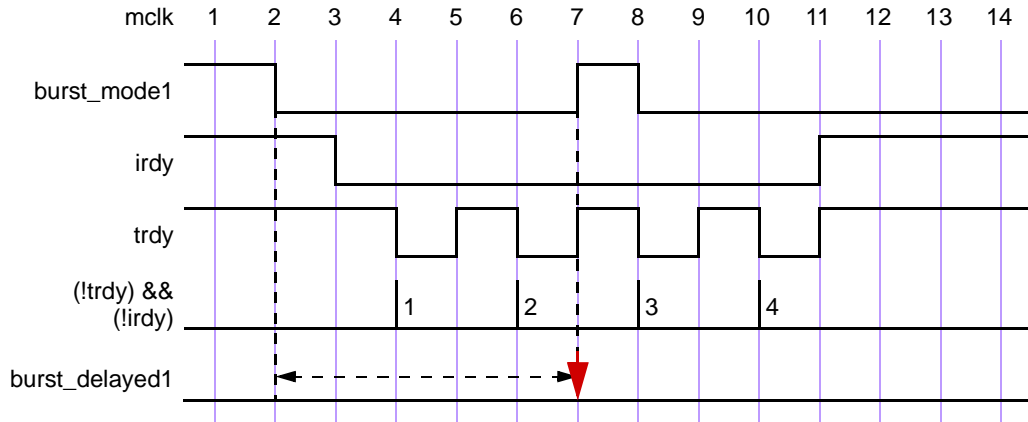 mclk 1 2 3 4 5 6 7 8 9 10 11 12 13 14
burst_mode1
irdy
trdy
(!trdy) &&
(!irdy)
1 2 3 4
burst_delayed1